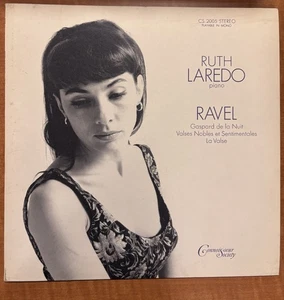 CS 2005 STEREO
RUTH
LAREDO
piano
RAVEL
Gaspard de la Nuit
Valses Nobles et Sentimentales
La Valse
Connoisseur
Society